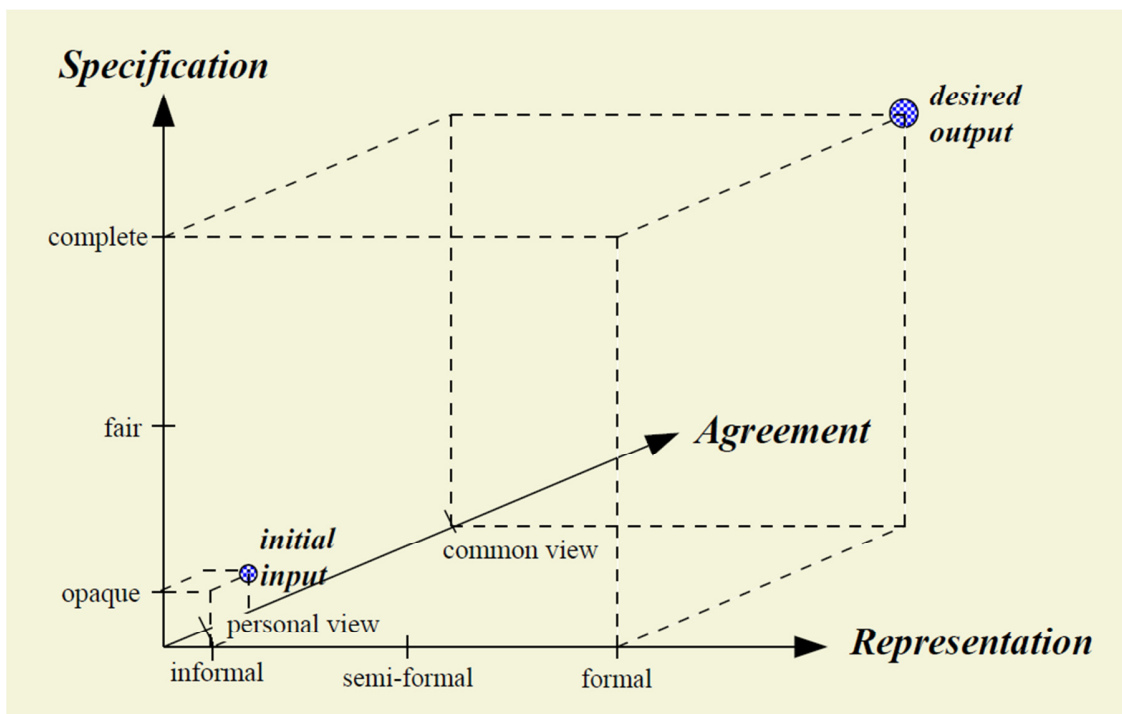 Specification
desired
output
complete
fair
Agreement
initial
input
common view
opaque
personal view
Representation
informal
semi-formal
formal